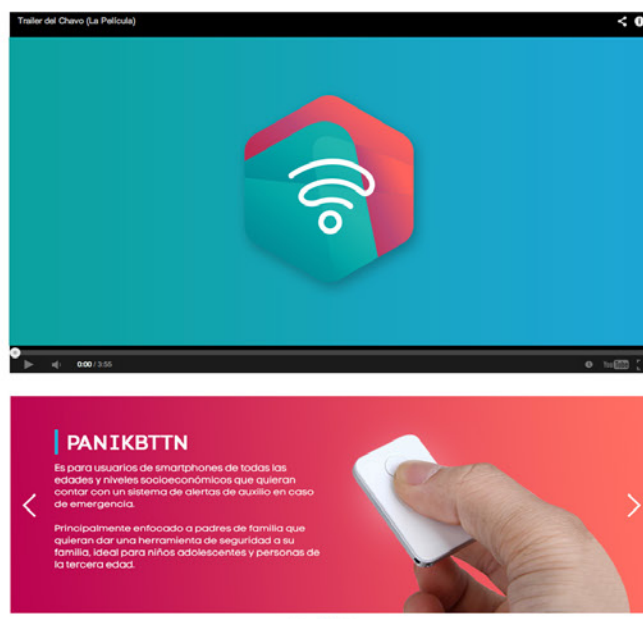 Trailer del Chavo (La Película)
0:00 / 3:55
YouTube
PANIKBTTN
Es para usuarios de smartphones de todas las
edades y niveles socioeconómicos que quieran
contar con un sistema de alertas de auxilio en caso
de emergencia.
Principalmente enfocado a padres de familia que
quieran dar una herramienta de seguridad a su
familia, ideal para niños adolescentes y personas de
la tercera edad.